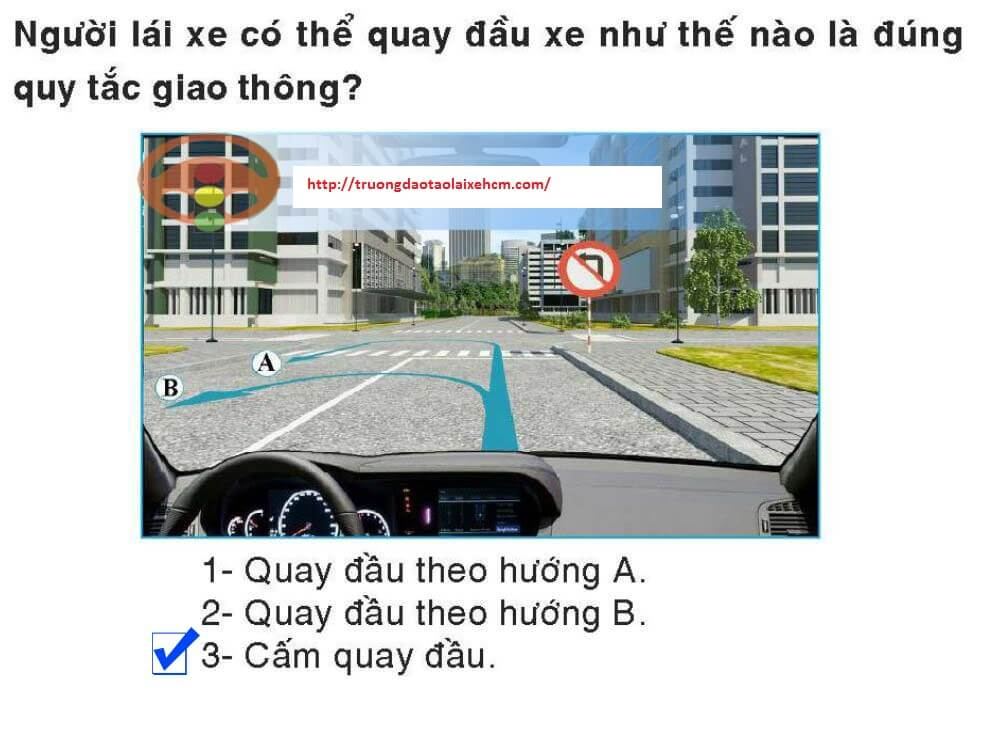 Người lái xe có thể quay đầu xe như thế nào là đúng
quy tắc giao thông?
http://truongdaotaolaixehcm.com/
A
B
1- Quay đầu theo hướng A.
2- Quay đầu theo hướng B.
3- Cấm quay đầu.